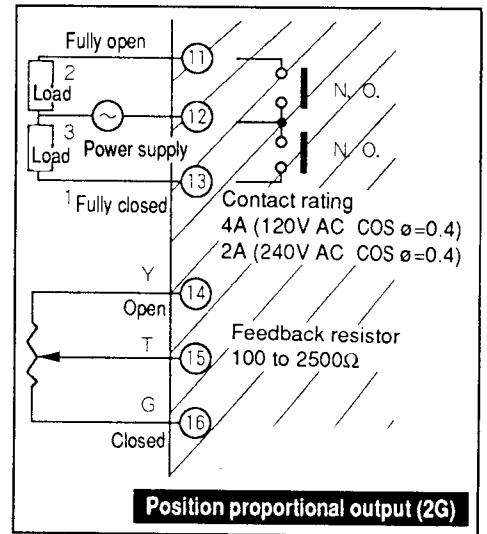 Fully open
11
2
Load
N. O.
12
3
Load
Power supply
N. O.
13
1
Fully closed
Contact rating
4A (120V AC COS ø=0.4)
2A (240V AC COS ø=0.4)
Y
14
Open
Feedback resistor
T
15
100 to 2500Ω
G
16
Closed
Position proportional output (2G)